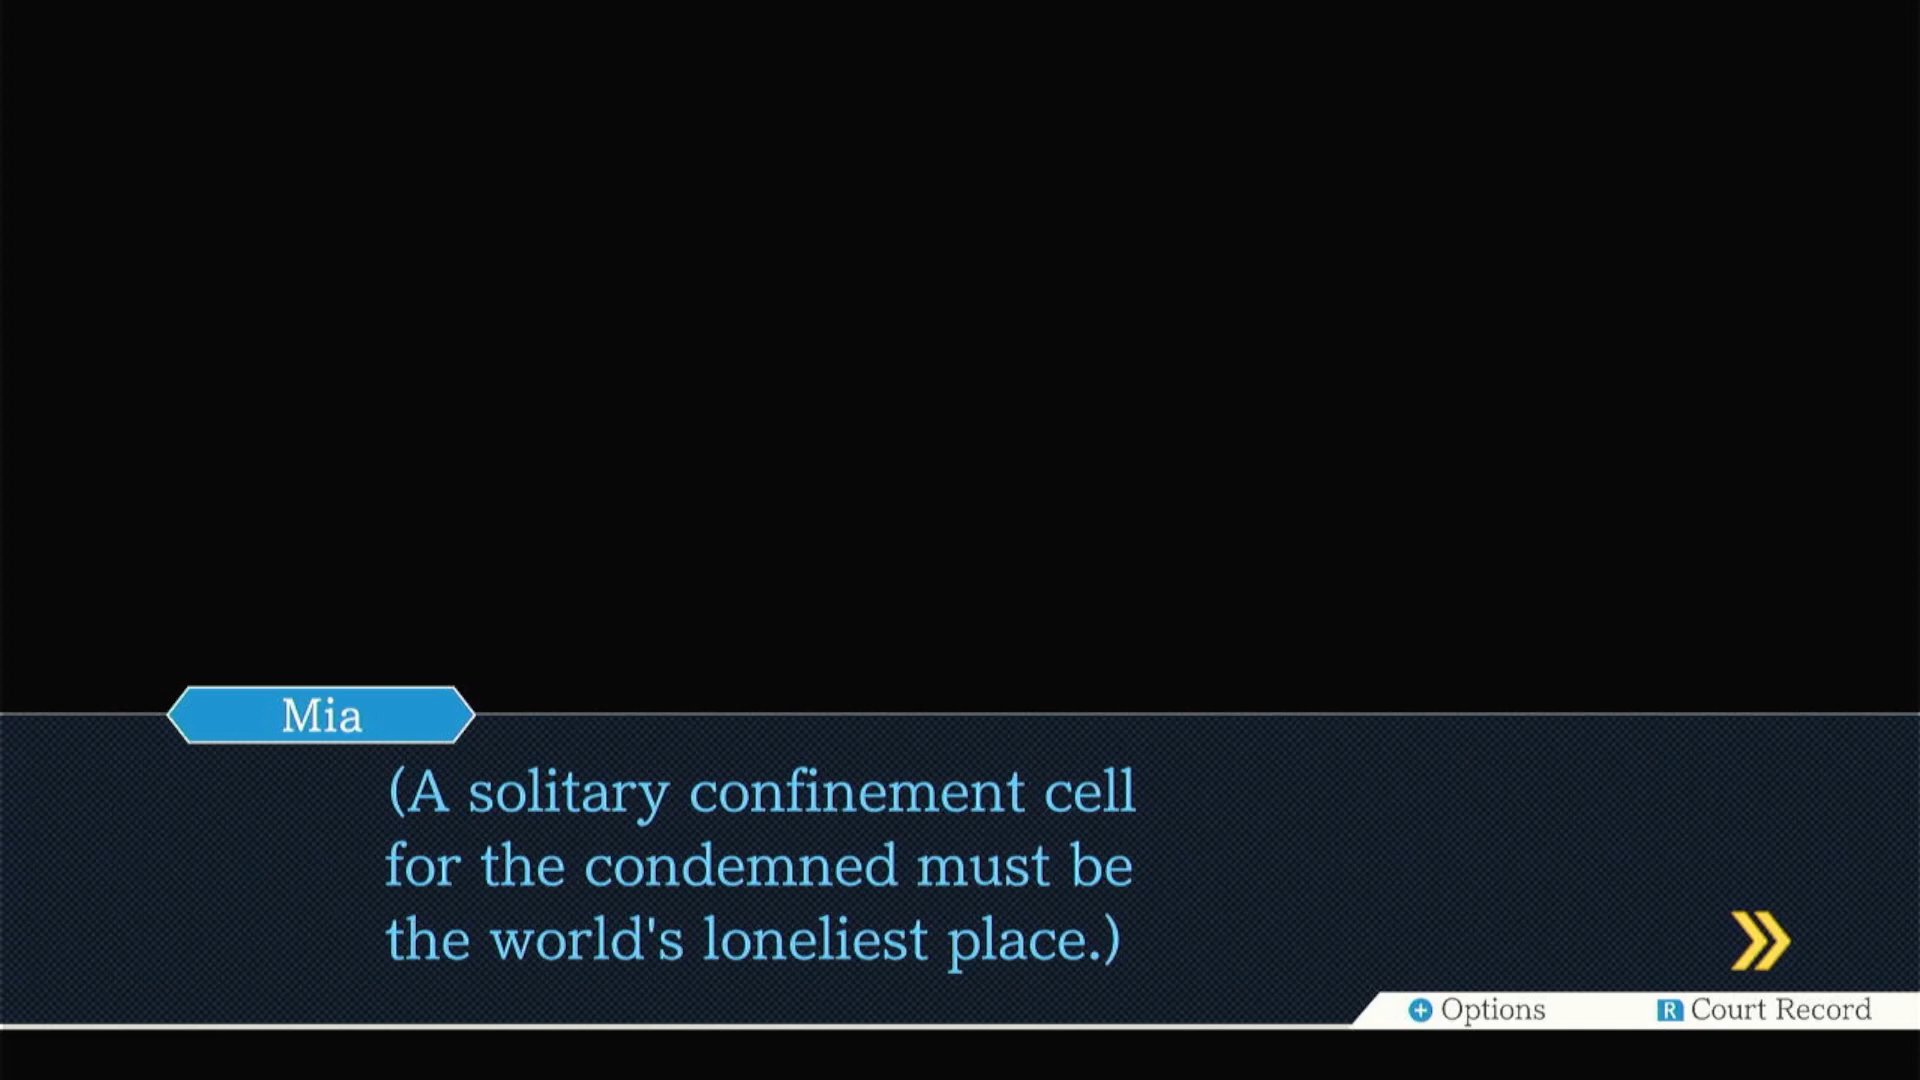 Mia
(A solitary confinement cell
for the condemned must be
the world's loneliest place.)
+ Options
R Court Record